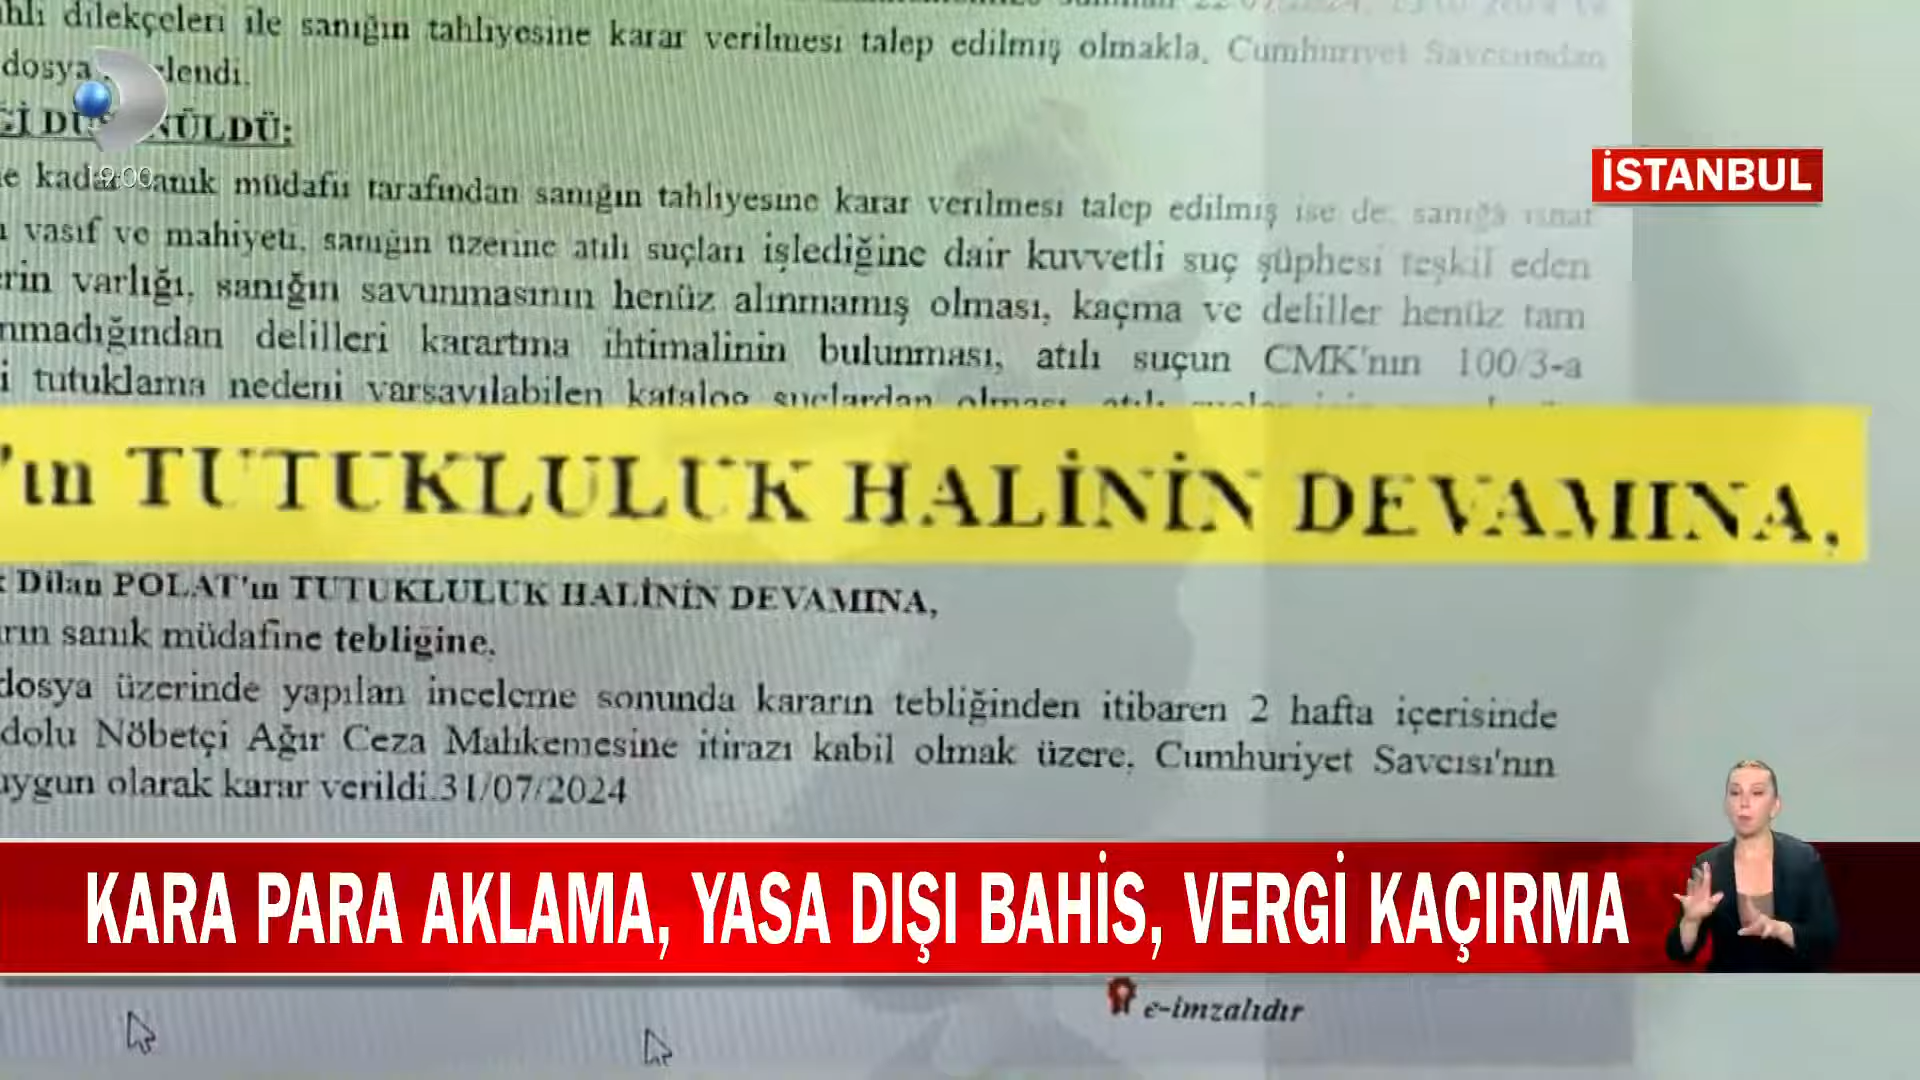 dilekçeleri ile sanığın tahliyesine karar verilmesi talep edilmiş olmakla, Cumhuriyet Savcısından
dosya
İSTANBUL
19:00
müdafii tarafından sanığın tahliyesine karar verilmesi talep edilmiş ise de, sanığa
vasıf ve mahiyeti, sanığın üzerine atılı suçları işlediğine dair kuvvetli suç şüphesi teşkil eden
varlığı, sanığın savunmasının henüz alınmamış olması, kaçma ve deliller henüz tam
delilleri karartma ihtimalinin bulunması, atılı suçun CMK'nın 100/3-a
tutuklama nedeni varsayılabilen katalog suçlardan olması, atılı
'ın TUTUKLULUK HALİNİN DEVAMINA,
Dilan POLAT'ın TUTUKLULUK HALİNİN DEVAMINA,
sanık müdafine tebliğine,
dosya üzerinde yapılan inceleme sonunda kararın tebliğinden itibaren 2 hafta içerisinde
Nöbetçi Ağır Ceza Mahkemesine itirazı kabil olmak üzere, Cumhuriyet Savcısı'nın
uygun olarak karar verildi.31/07/2024
KARA PARA AKLAMA, YASA DIŞI BAHİS, VERGİ KAÇIRMA
e-imzalıdır